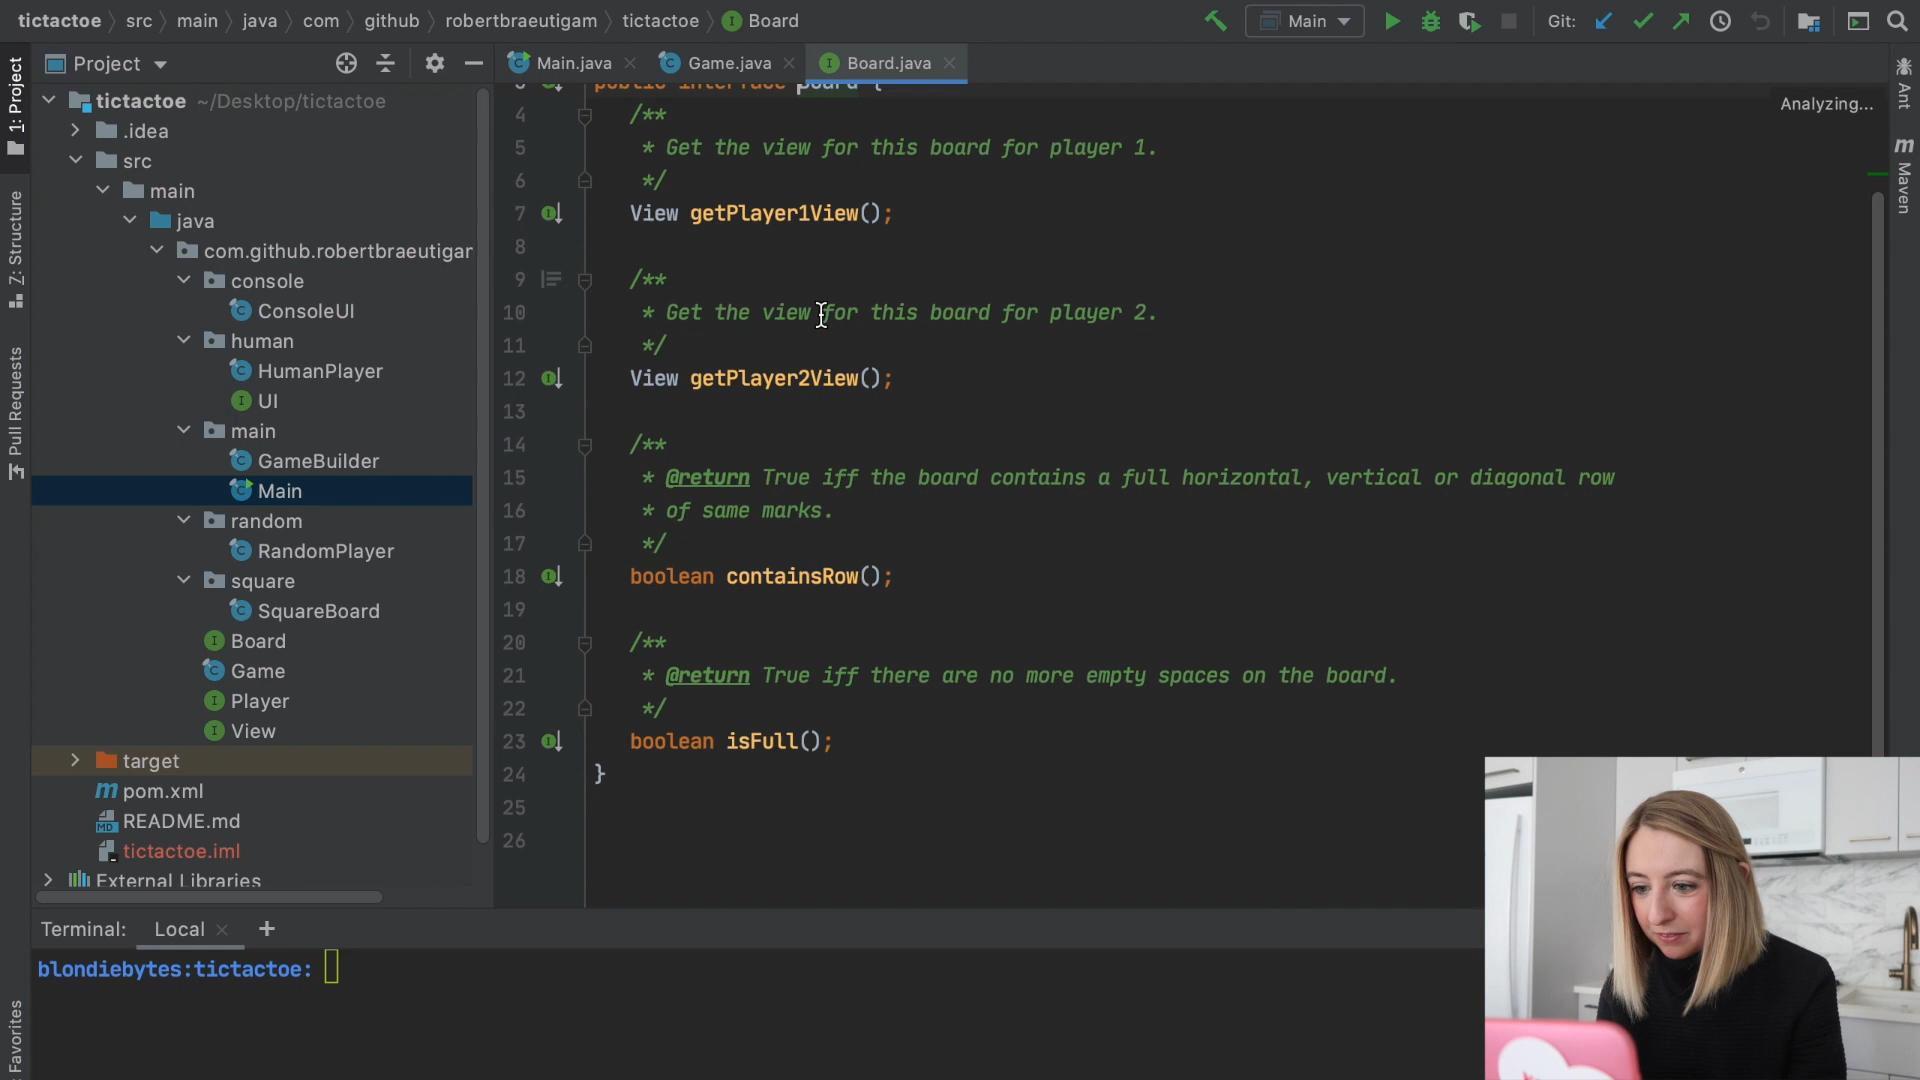 tictactoe src main java com github robertbraeutigam tictactoe Board
Main
Git:
Project
Main.java
Game.java
Board.java
1: Project
Z: Structure
Pull Requests
Favorites
Ant
Maven
Analyzing...
tictactoe ~/Desktop/tictactoe
.idea
src
main
java
com.github.robertbraeutigar
console
ConsoleUI
human
HumanPlayer
UI
main
GameBuilder
Main
random
RandomPlayer
square
SquareBoard
Board
Game
Player
View
target
pom.xml
README.md
tictactoe.iml
External Libraries
3 public interface Board {
4 /**
5 * Get the view for this board for player 1.
6 */
7 View getPlayer1View();
8
9 /**
10 * Get the view for this board for player 2.
11 */
12 View getPlayer2View();
13
14 /**
15 * @return True iff the board contains a full horizontal, vertical or diagonal row
16 * of same marks.
17 */
18 boolean containsRow();
19
20 /**
21 * @return True iff there are no more empty spaces on the board.
22 */
23 boolean isFull();
24 }
25
26
Terminal: Local +
blondiebytes:tictactoe: